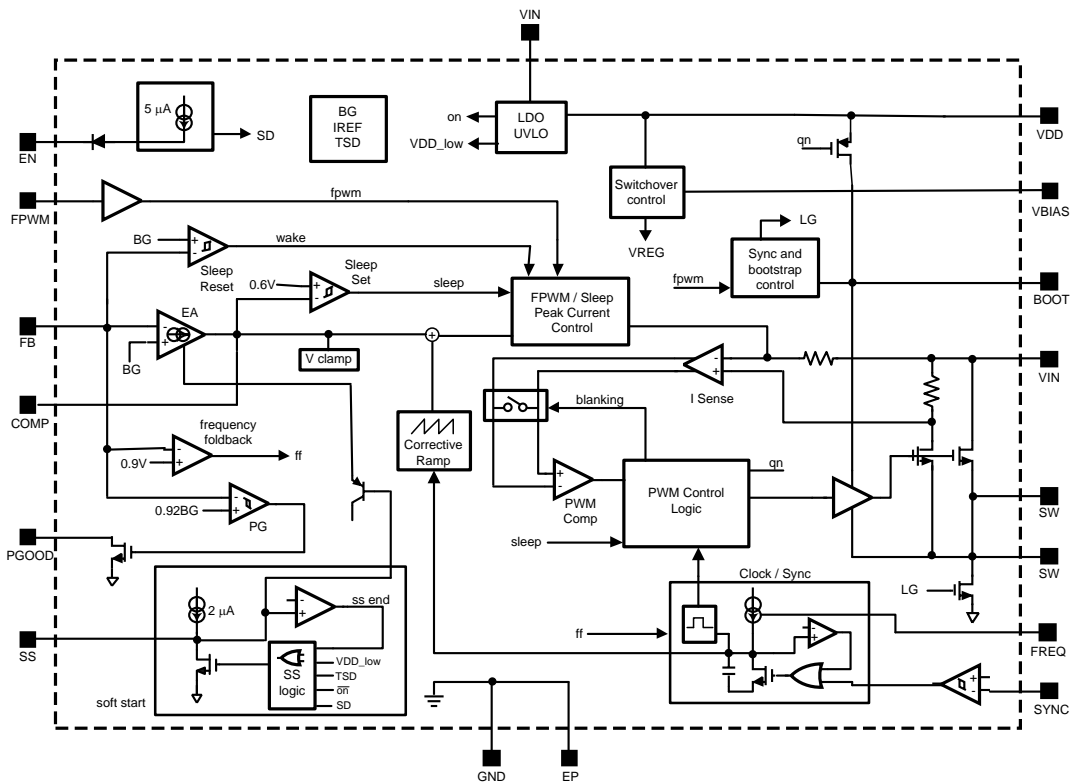 VIN
5 μA
SD
EN
BG
IREF
TSD
on
VDD_low
LDO
UVLO
VDD
qn
FPWM
fpwm
Switchover
control
VBIAS
VREG
LG
BG
+
-
wake
Sleep
Reset
0.6V
+
-
Sleep
Set
sleep
fpwm
Sync and
bootstrap
control
BOOT
FPWM / Sleep
Peak Current
Control
EA
FB
-
+
BG
+
V clamp
-
+
I Sense
VIN
COMP
frequency
foldback
-
+
0.9V
ff
Corrective
Ramp
blanking
+
-
PWM
Comp
PWM Control
Logic
qn
-
+
0.92BG
PG
SW
PGOOD
sleep
SW
2 μA
-
+
ss end
Clock / Sync
LG
SS
ff
-
+
FREQ
SS
logic
VDD_low
TSD
on
SD
soft start
+
-
SYNC
GND
EP